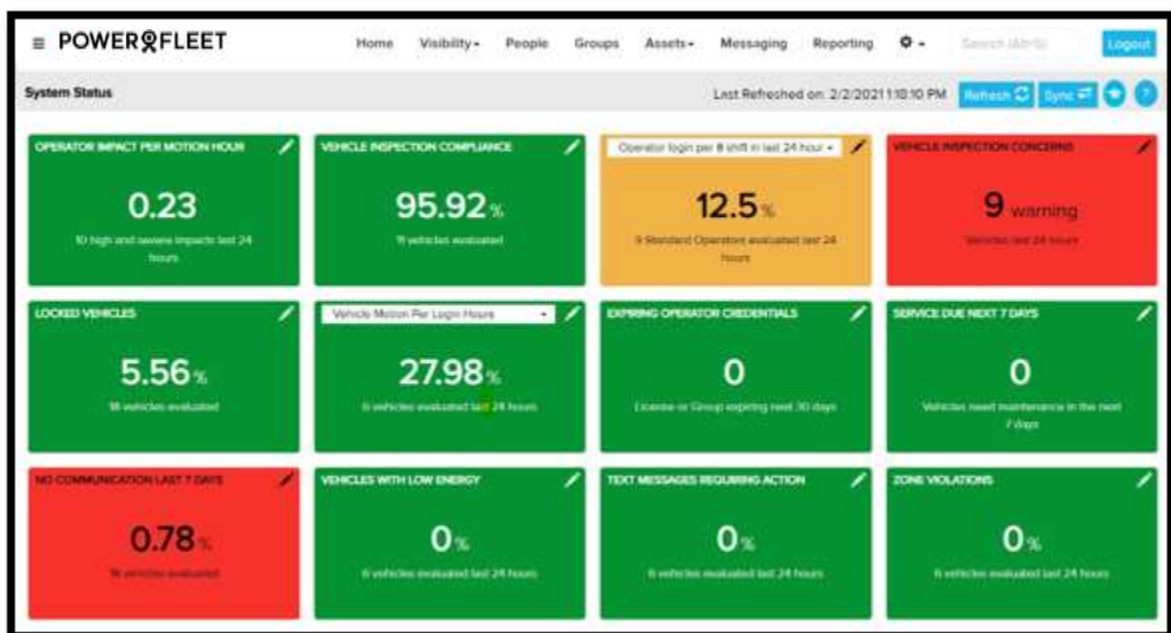 POWERFLEET
Home Visibility People Groups Assets Messaging Reporting Search (Alt+S) Logout
System Status
Last Refreshed on: 2/2/2021 1:18:10 PM Refresh Sync ?
OPERATOR IMPACT PER MOTION HOUR
0.23
10 high and severe impacts last 24
hours
VEHICLE INSPECTION COMPLIANCE
95.92 %
11 vehicles evaluated
Operator login per 8 shift in last 24 hour
12.5 %
9 Standard Operators evaluated last 24
hours
VEHICLE INSPECTION CONCERNS
9 warning
Vehicles last 24 hours
LOCKED VEHICLES
5.56 %
18 vehicles evaluated
Vehicle Motion Per Login Hours
27.98 %
6 vehicles evaluated last 24 hours
EXPIRING OPERATOR CREDENTIALS
0
License or Group expiring next 30 days
SERVICE DUE NEXT 7 DAYS
0
Vehicles need maintenance in the next
7 days
NO COMMUNICATION LAST 7 DAYS
0.78 %
18 vehicles evaluated
VEHICLES WITH LOW ENERGY
0 %
6 vehicles evaluated last 24 hours
TEXT MESSAGES REQUIRING ACTION
0 %
6 vehicles evaluated last 24 hours
ZONE VIOLATIONS
0 %
6 vehicles evaluated last 24 hours